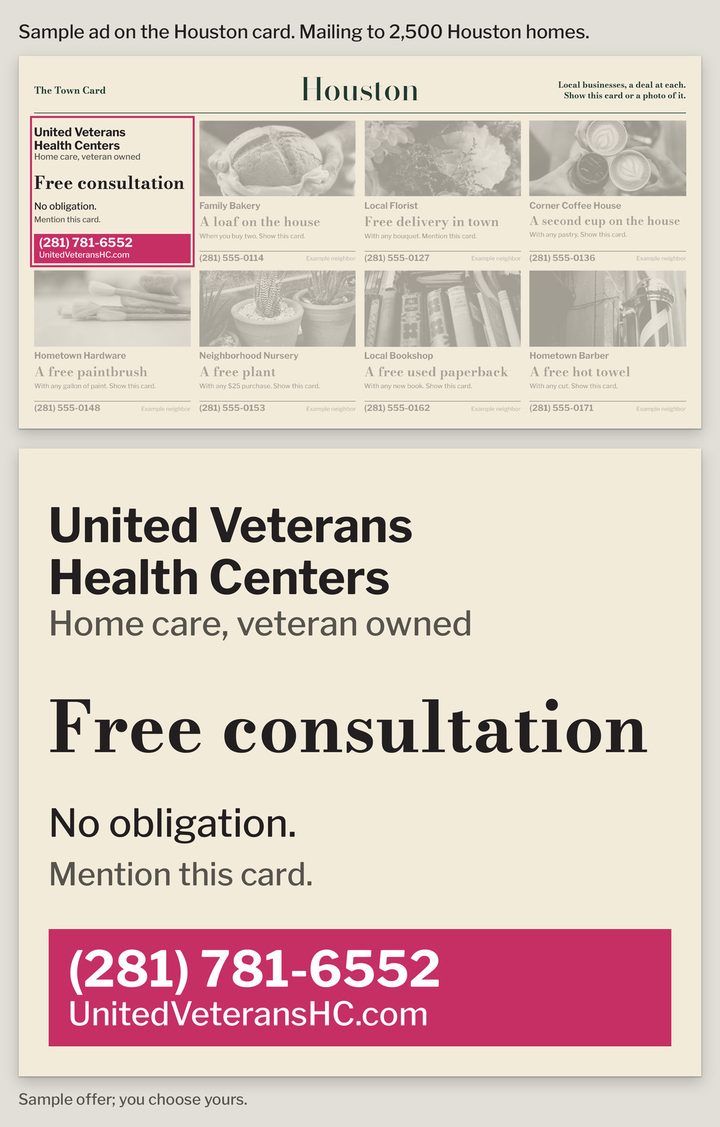 Sample ad on the Houston card. Mailing to 2,500 Houston homes.
The Town Card
Houston
Local businesses, a deal at each.
Show this card or a photo of it.
United Veterans
Health Centers
Home care, veteran owned
Free consultation
No obligation.
Mention this card.
(281) 781-6552
UnitedVeteransHC.com
Family Bakery
A loaf on the house
When you buy two. Show this card.
(281) 555-0114
Example neighbor
Local Florist
Free delivery in town
With any bouquet. Mention this card.
(281) 555-0127
Example neighbor
Corner Coffee House
A second cup on the house
With any pastry. Show this card.
(281) 555-0136
Example neighbor
Hometown Hardware
A free paintbrush
With any gallon of paint. Show this card.
(281) 555-0148
Example neighbor
Neighborhood Nursery
A free plant
With any $25 purchase. Show this card.
(281) 555-0153
Example neighbor
Local Bookshop
A free used paperback
With any new book. Show this card.
(281) 555-0162
Example neighbor
Hometown Barber
A free hot towel
With any cut. Show this card.
(281) 555-0171
Example neighbor
United Veterans
Health Centers
Home care, veteran owned
Free consultation
No obligation.
Mention this card.
(281) 781-6552
UnitedVeteransHC.com
Sample offer; you choose yours.